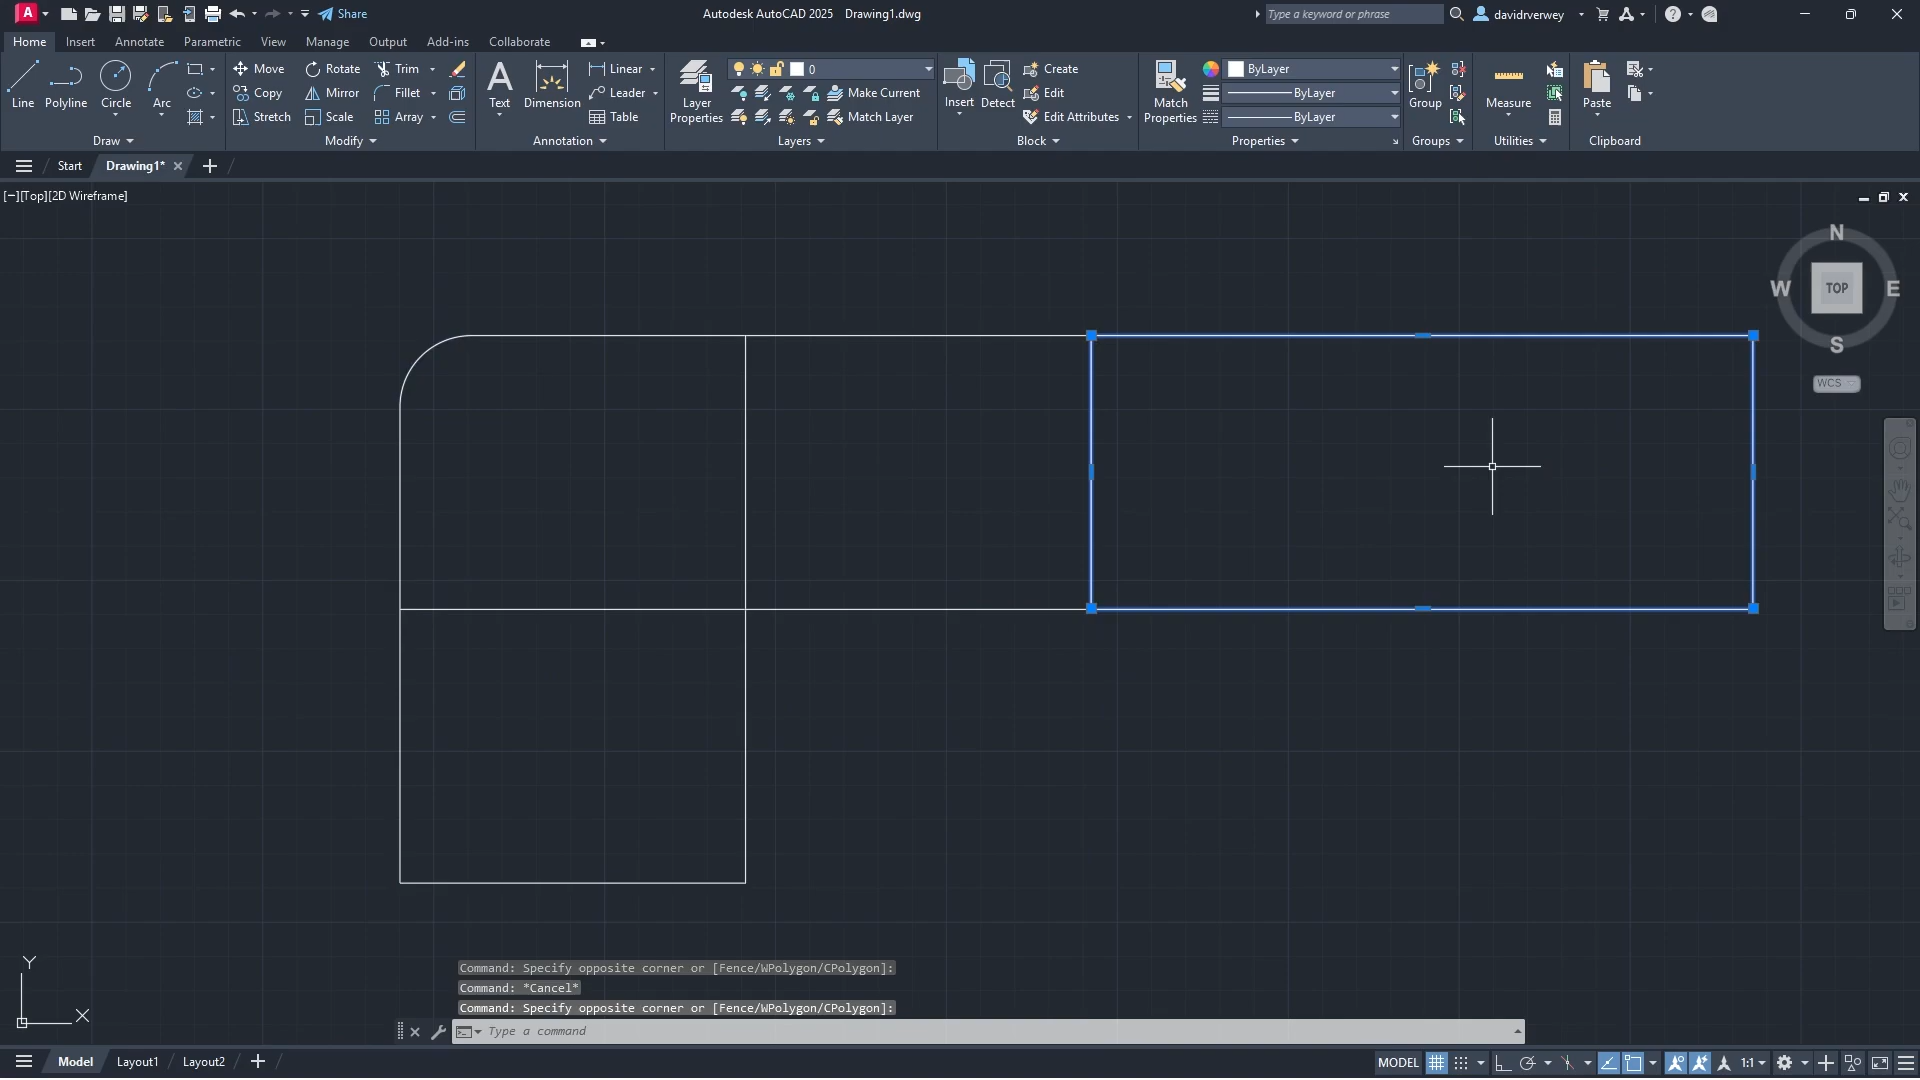 A Share Autodesk AutoCAD 2025 Drawing1.dwg Type a keyword or phrase davidrverwey
Home Insert Annotate Parametric View Manage Output Add-ins Collaborate
Move Rotate Trim Linear 0 Create ByLayer
Copy Mirror Fillet Leader Make Current Edit ByLayer
Line Polyline Circle Arc Text Dimension Layer Properties Insert Detect Match Properties Group Measure Paste
Stretch Scale Array Table Match Layer Edit Attributes ByLayer
Draw Modify Annotation Layers Block Properties Groups Utilities Clipboard
Start Drawing1*
[−][Top][2D Wireframe]
N
W TOP E
S
WCS
Y
X
Command: Specify opposite corner or [Fence/WPolygon/CPolygon]:
Command: *Cancel*
Command: Specify opposite corner or [Fence/WPolygon/CPolygon]:
Type a command
Model Layout1 Layout2 MODEL 1:1